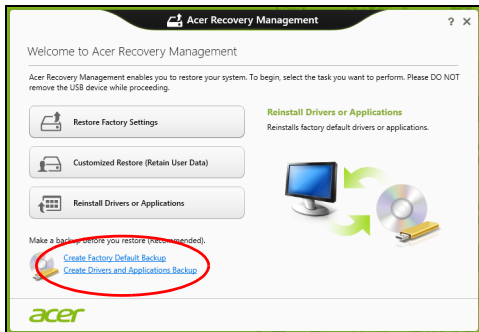 Acer Recovery Management
? X
Welcome to Acer Recovery Management
Acer Recovery Management enables you to restore your system. To begin, select the task you want to perform. Please DO NOT
remove the USB device while proceeding.
Restore Factory Settings
Customized Restore (Retain User Data)
Reinstall Drivers or Applications
Reinstall Drivers or Applications
Reinstalls factory default drivers or applications.
Make a backup before you restore (Recommended).
Create Factory Default Backup
Create Drivers and Applications Backup
acer